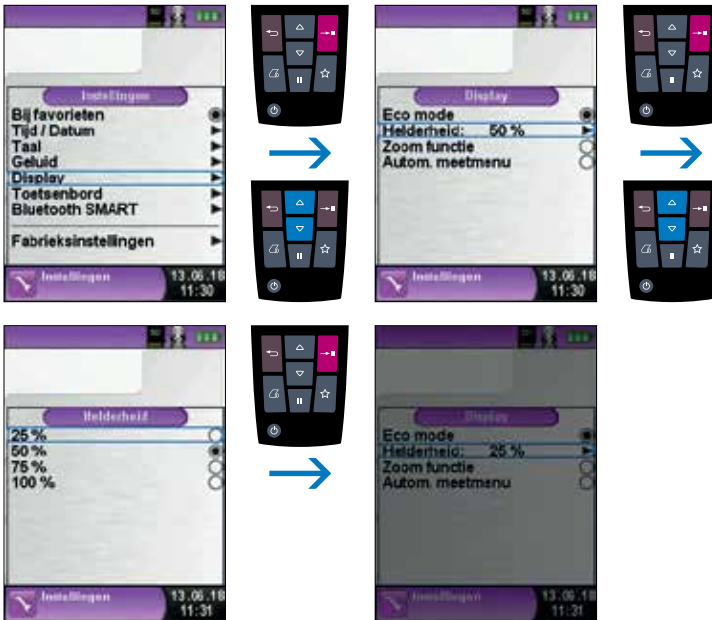 Instellingen
Bij favorieten
Tijd / Datum
Taal
Geluid
Display
Toetsenbord
Bluetooth SMART
Fabrieksinstellingen
Instellingen
13.06.18
11:30
Display
Eco mode
Helderheid: 50 %
Zoom functie
Autom. meetmenu
Instellingen
13.06.18
11:30
Helderheid
25 %
50 %
75 %
100 %
Instellingen
13.06.18
11:31
Display
Eco mode
Helderheid: 25 %
Zoom functie
Autom. meetmenu
Instellingen
13.06.18
11:31